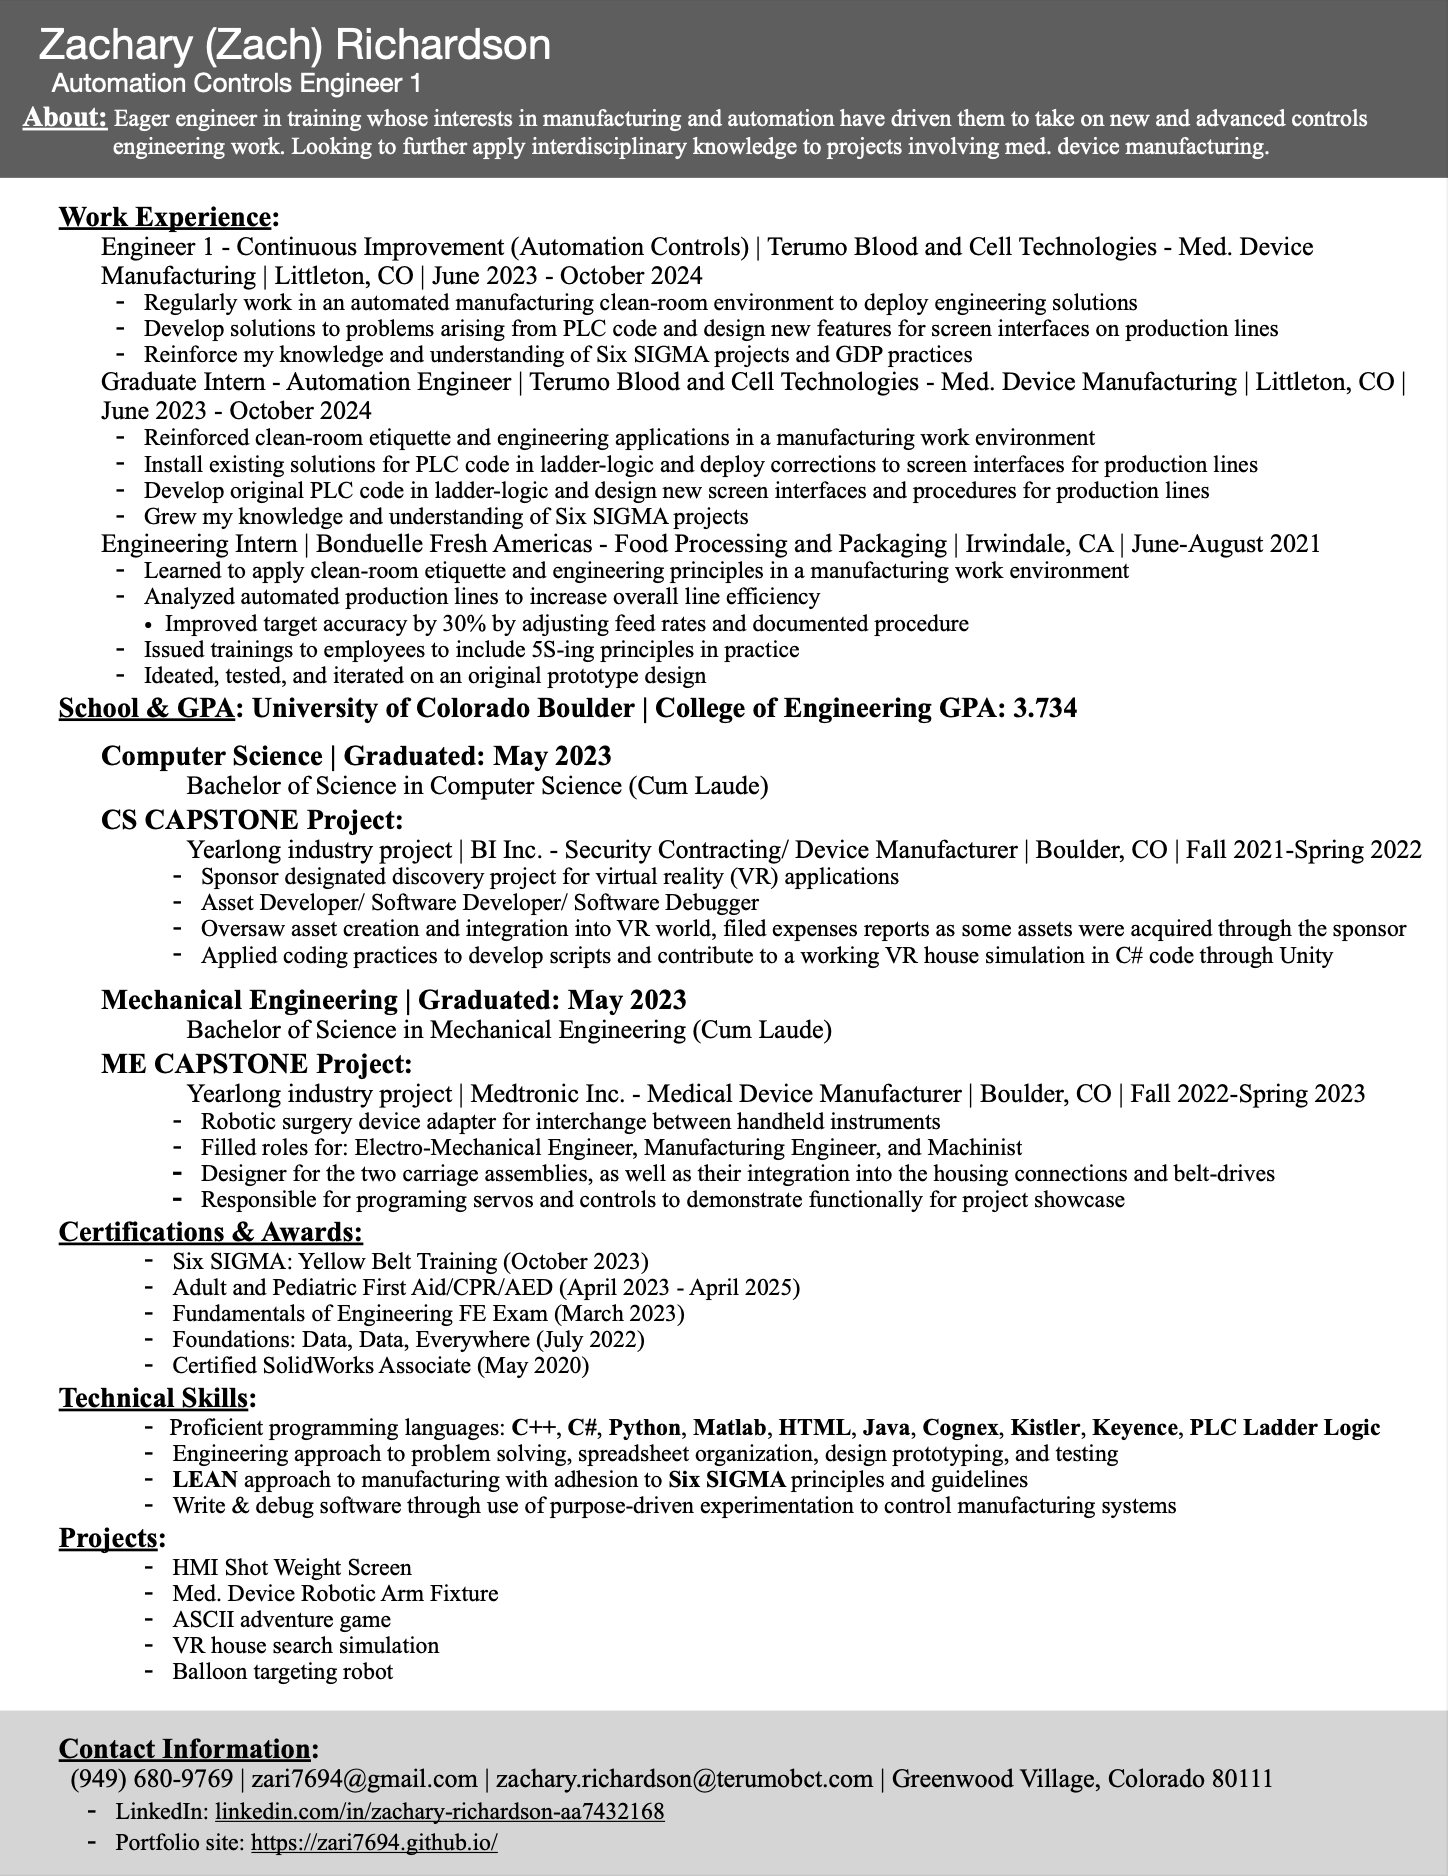 Zachary (Zach) Richardson
Automation Controls Engineer 1
About: Eager engineer in training whose interests in manufacturing and automation have driven them to take on new and advanced controls
engineering work. Looking to further apply interdisciplinary knowledge to projects involving med. device manufacturing.
Work Experience:
Engineer 1 - Continuous Improvement (Automation Controls) | Terumo Blood and Cell Technologies - Med. Device
Manufacturing | Littleton, CO | June 2023 - October 2024
- Regularly work in an automated manufacturing clean-room environment to deploy engineering solutions
- Develop solutions to problems arising from PLC code and design new features for screen interfaces on production lines
- Reinforce my knowledge and understanding of Six SIGMA projects and GDP practices
Graduate Intern - Automation Engineer | Terumo Blood and Cell Technologies - Med. Device Manufacturing | Littleton, CO |
June 2023 - October 2024
- Reinforced clean-room etiquette and engineering applications in a manufacturing work environment
- Install existing solutions for PLC code in ladder-logic and deploy corrections to screen interfaces for production lines
- Develop original PLC code in ladder-logic and design new screen interfaces and procedures for production lines
- Grew my knowledge and understanding of Six SIGMA projects
Engineering Intern | Bonduelle Fresh Americas - Food Processing and Packaging | Irwindale, CA | June-August 2021
- Learned to apply clean-room etiquette and engineering principles in a manufacturing work environment
- Analyzed automated production lines to increase overall line efficiency
• Improved target accuracy by 30% by adjusting feed rates and documented procedure
- Issued trainings to employees to include 5S-ing principles in practice
- Ideated, tested, and iterated on an original prototype design
School & GPA: University of Colorado Boulder | College of Engineering GPA: 3.734
Computer Science | Graduated: May 2023
Bachelor of Science in Computer Science (Cum Laude)
CS CAPSTONE Project:
Yearlong industry project | BI Inc. - Security Contracting/ Device Manufacturer | Boulder, CO | Fall 2021-Spring 2022
- Sponsor designated discovery project for virtual reality (VR) applications
- Asset Developer/ Software Developer/ Software Debugger
- Oversaw asset creation and integration into VR world, filed expenses reports as some assets were acquired through the sponsor
- Applied coding practices to develop scripts and contribute to a working VR house simulation in C# code through Unity
Mechanical Engineering | Graduated: May 2023
Bachelor of Science in Mechanical Engineering (Cum Laude)
ME CAPSTONE Project:
Yearlong industry project | Medtronic Inc. - Medical Device Manufacturer | Boulder, CO | Fall 2022-Spring 2023
- Robotic surgery device adapter for interchange between handheld instruments
- Filled roles for: Electro-Mechanical Engineer, Manufacturing Engineer, and Machinist
- Designer for the two carriage assemblies, as well as their integration into the housing connections and belt-drives
- Responsible for programing servos and controls to demonstrate functionally for project showcase
Certifications & Awards:
- Six SIGMA: Yellow Belt Training (October 2023)
- Adult and Pediatric First Aid/CPR/AED (April 2023 - April 2025)
- Fundamentals of Engineering FE Exam (March 2023)
- Foundations: Data, Data, Everywhere (July 2022)
- Certified SolidWorks Associate (May 2020)
Technical Skills:
- Proficient programming languages: C++, C#, Python, Matlab, HTML, Java, Cognex, Kistler, Keyence, PLC Ladder Logic
- Engineering approach to problem solving, spreadsheet organization, design prototyping, and testing
- LEAN approach to manufacturing with adhesion to Six SIGMA principles and guidelines
- Write & debug software through use of purpose-driven experimentation to control manufacturing systems
Projects:
- HMI Shot Weight Screen
- Med. Device Robotic Arm Fixture
- ASCII adventure game
- VR house search simulation
- Balloon targeting robot
Contact Information:
(949) 680-9769 | zari7694@gmail.com | zachary.richardson@terumobct.com | Greenwood Village, Colorado 80111
- LinkedIn: linkedin.com/in/zachary-richardson-aa7432168
- Portfolio site: https://zari7694.github.io/